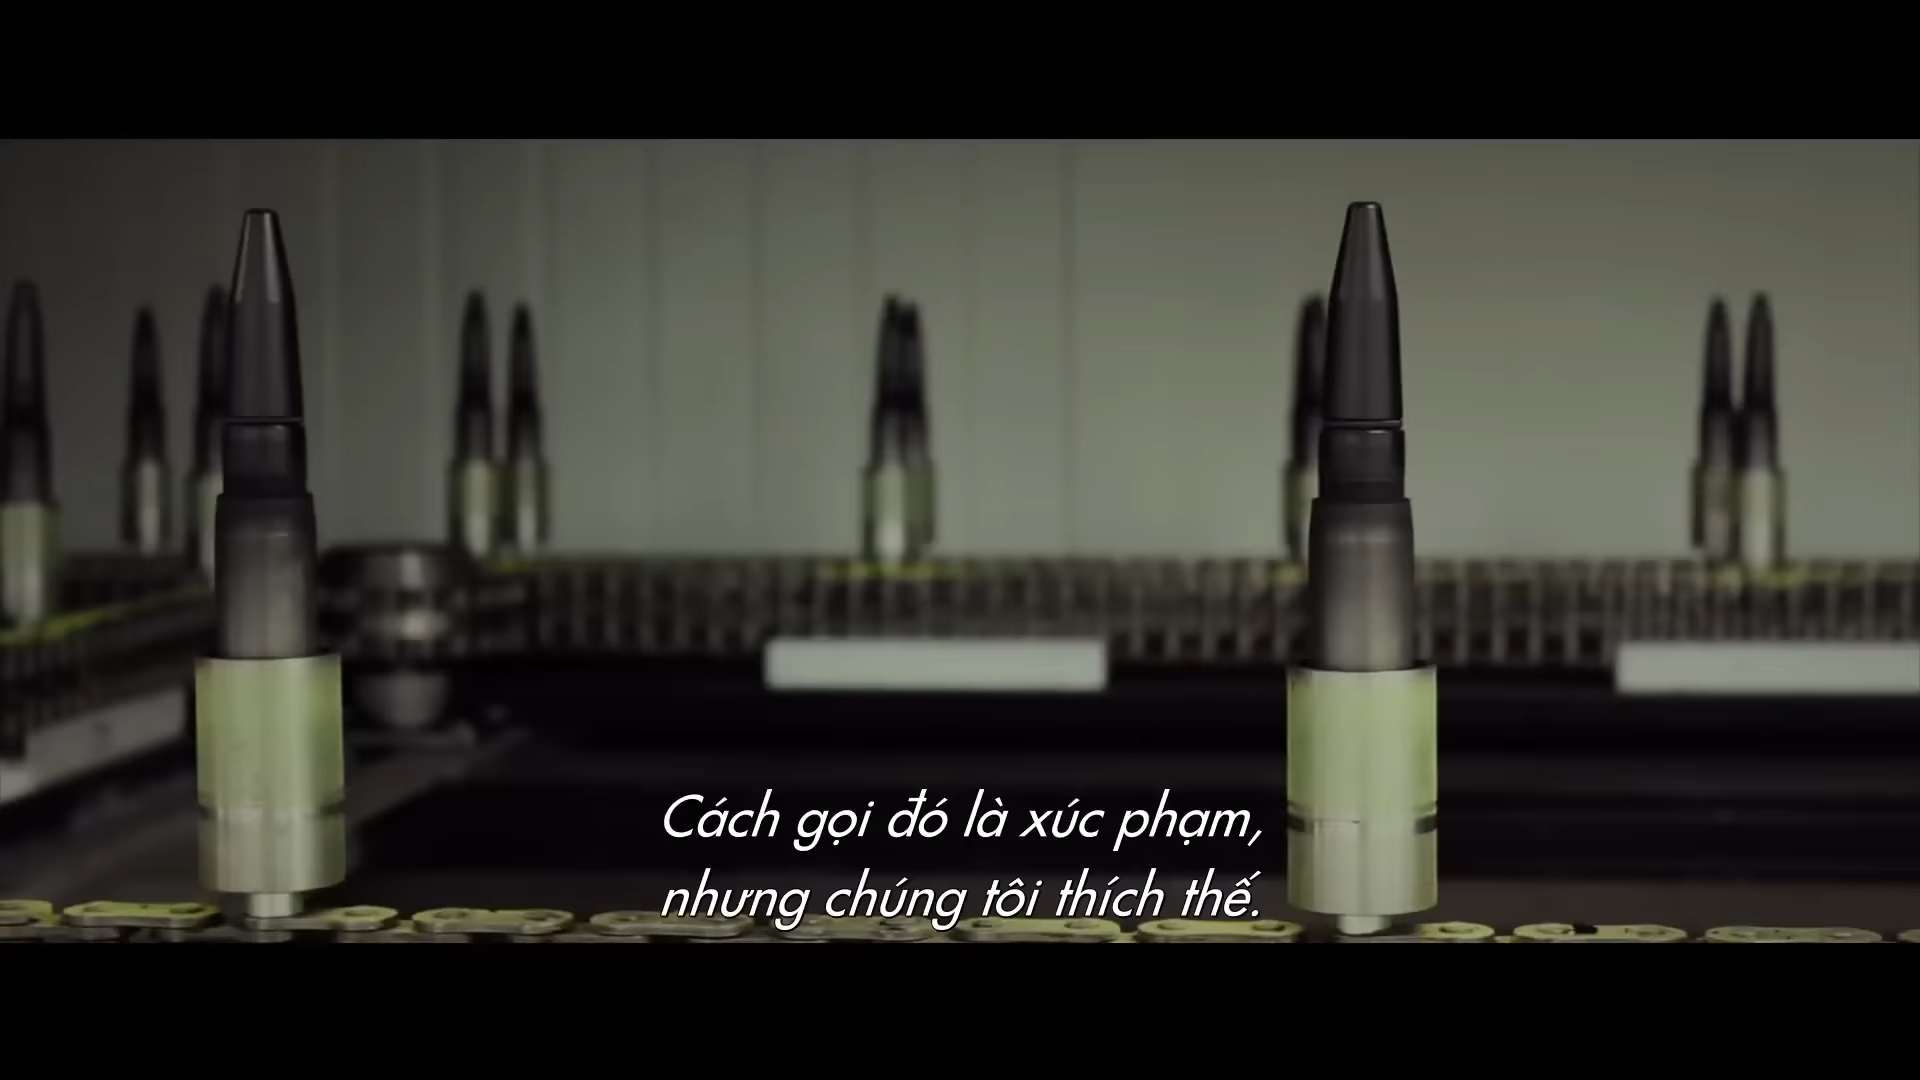 Cách gọi đó là xúc phạm,
nhưng chúng tôi thích thế.